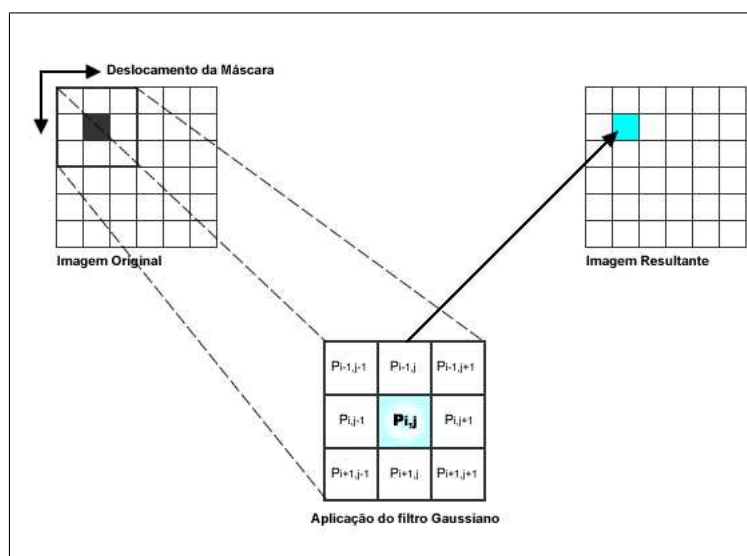 Deslocamento da Máscara
Imagem Original
Imagem Resultante
Pi-1,j-1 Pi-1,j Pi-1,j+1
Pi,j-1 Pi,j Pi,j+1
Pi+1,j-1 Pi+1,j Pi+1,j+1
Aplicação do filtro Gaussiano